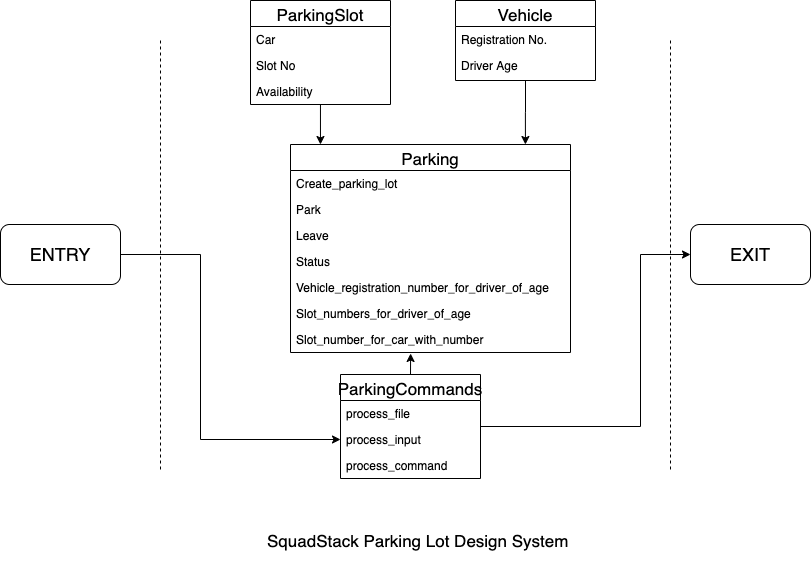 ParkingSlot
Car
Slot No
Availability
Vehicle
Registration No.
Driver Age
Parking
Create_parking_lot
Park
Leave
Status
Vehicle_registration_number_for_driver_of_age
Slot_numbers_for_driver_of_age
Slot_number_for_car_with_number
ENTRY
EXIT
ParkingCommands
process_file
process_input
process_command
SquadStack Parking Lot Design System